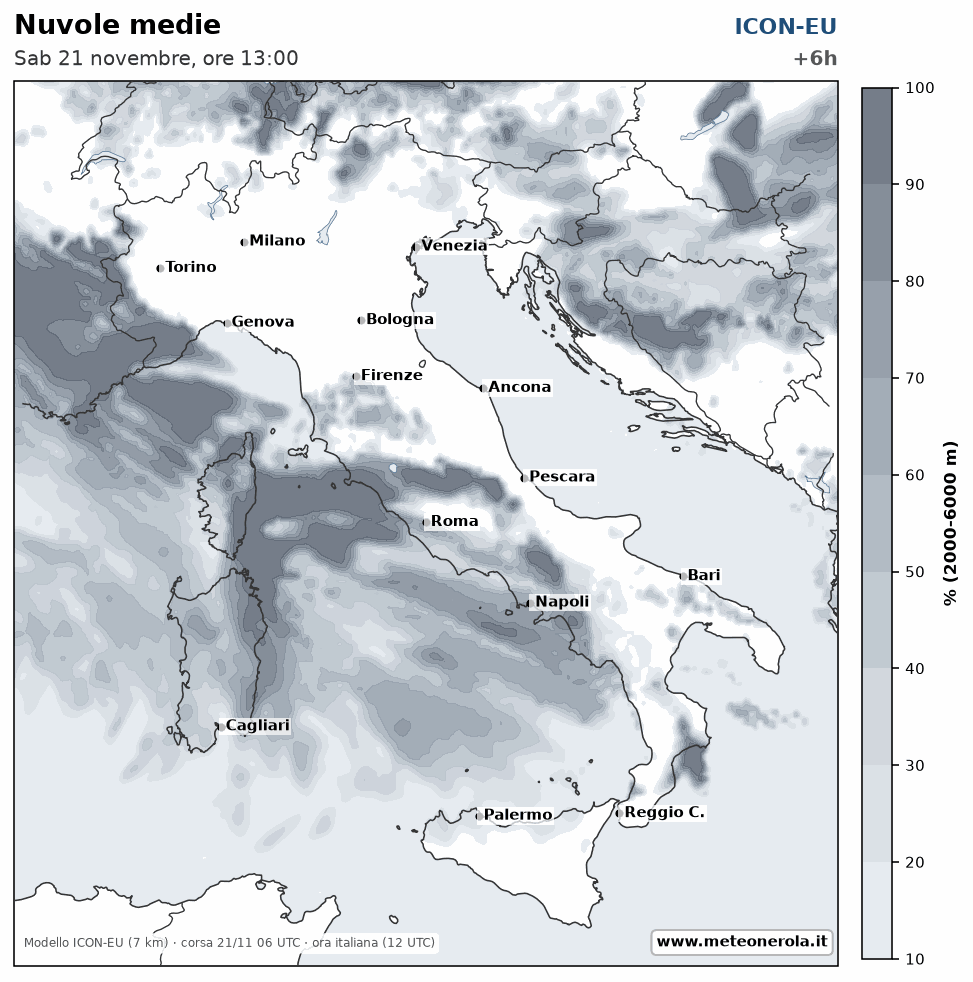 Nuvole medie
ICON-EU
Sab 21 novembre, ore 13:00
+6h
100
90
80
70
60
50
40
30
20
10
% (2000-6000 m)
Milano
Venezia
Torino
Genova
Bologna
Firenze
Ancona
Pescara
Roma
Bari
Napoli
Cagliari
Palermo
Reggio C.
Modello ICON-EU (7 km) · corsa 21/11 06 UTC · ora italiana (12 UTC)
www.meteonerola.it